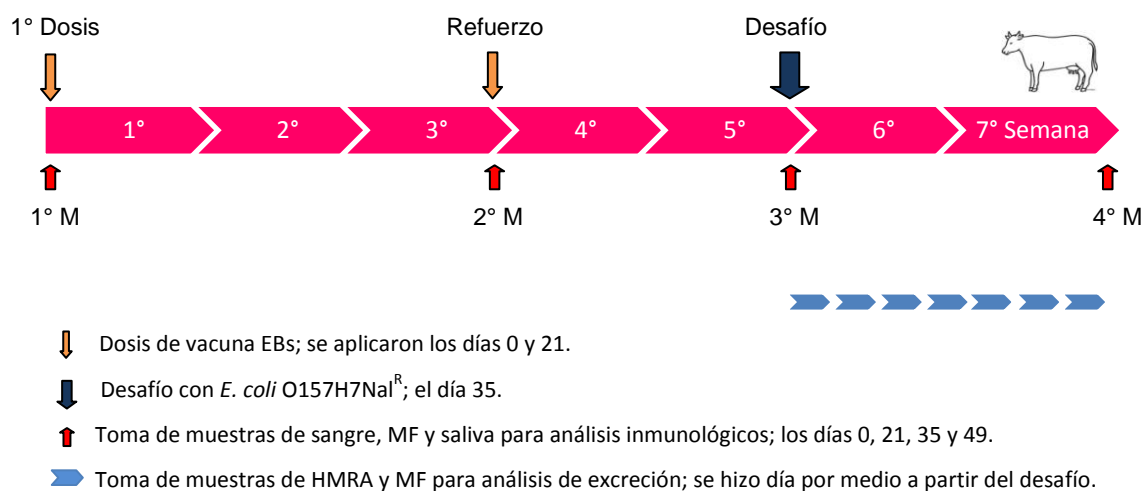 1° Dosis Refuerzo Desafío
1° 2° 3° 4° 5° 6° 7° Semana
1° M 2° M 3° M 4° M
Dosis de vacuna EBs; se aplicaron los días 0 y 21.
Desafío con E. coli O157H7Nal^R; el día 35.
Toma de muestras de sangre, MF y saliva para análisis inmunológicos; los días 0, 21, 35 y 49.
Toma de muestras de HMRA y MF para análisis de excreción; se hizo día por medio a partir del desafío.